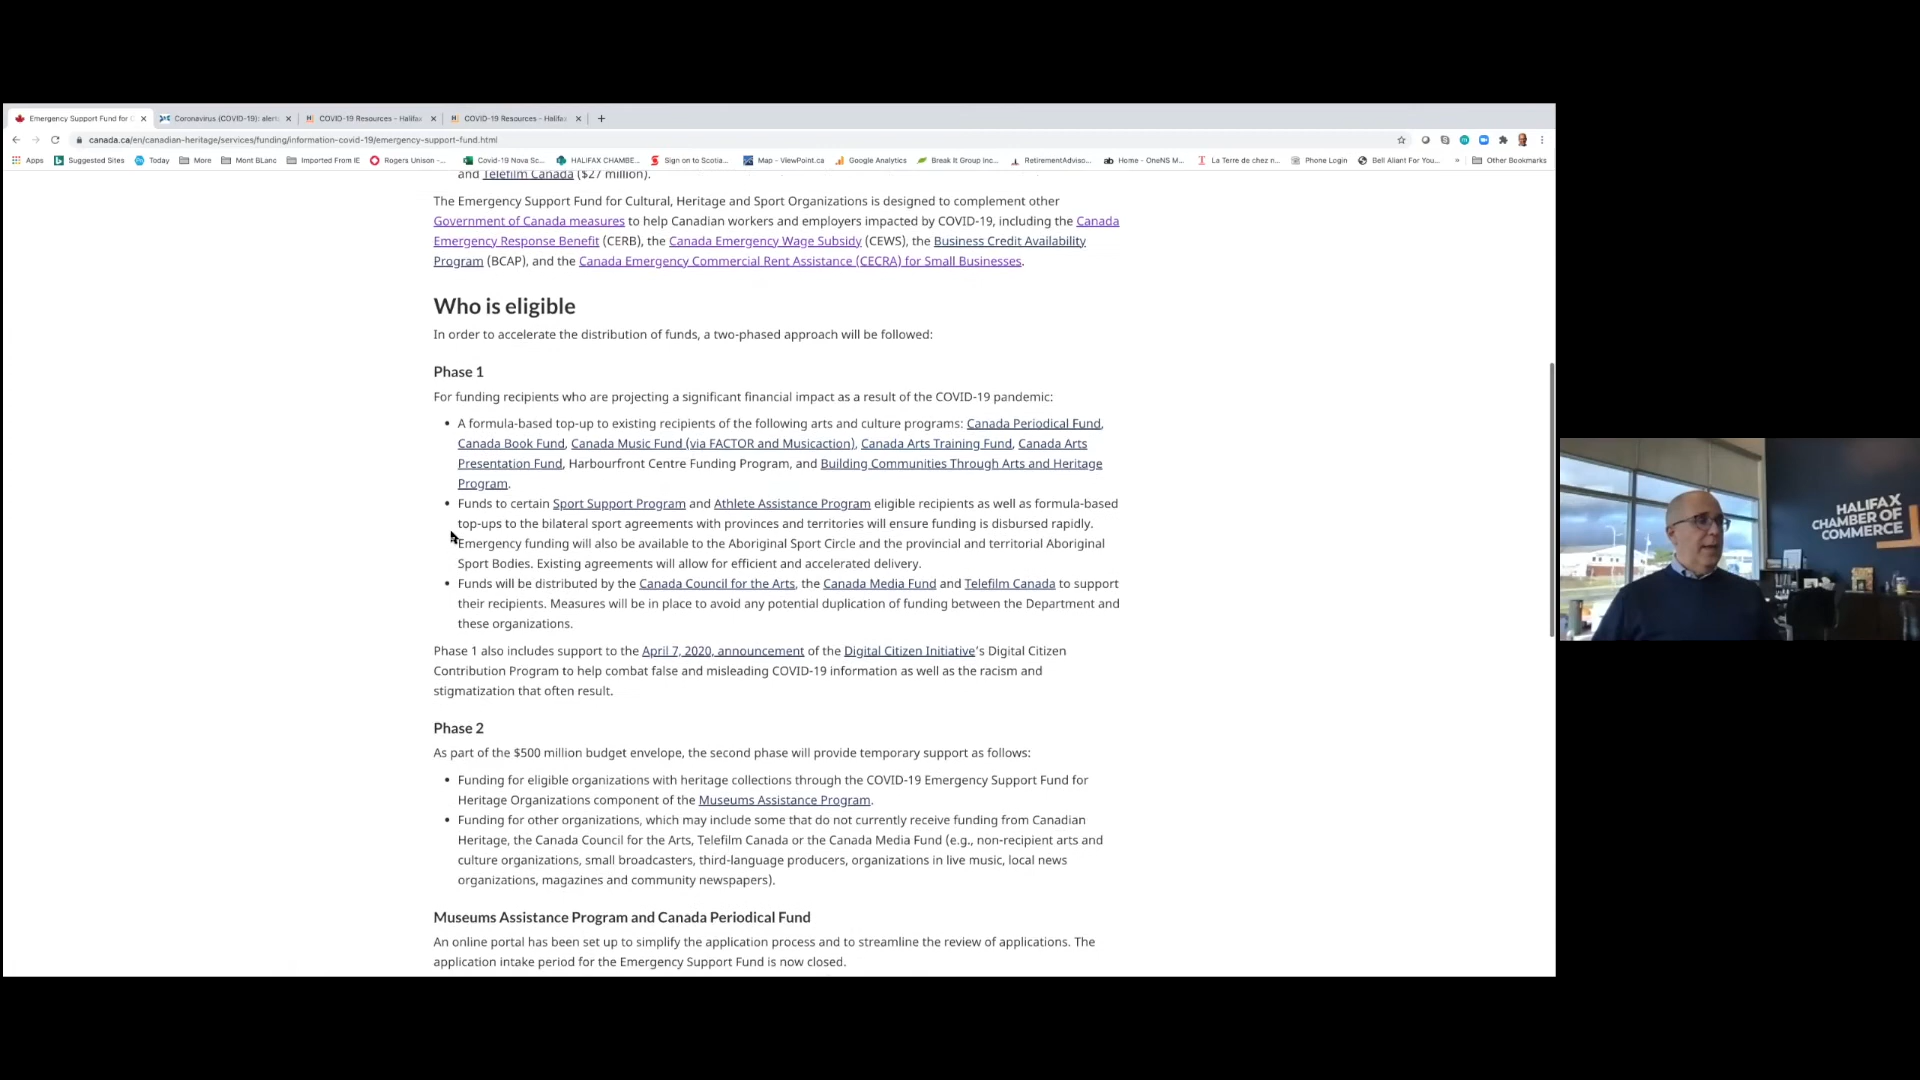 Emergency Support Fund for C
Coronavirus (COVID-19): alert
COVID-19 Resources - Halifax
COVID-19 Resources - Halifax
canada.ca/en/canadian-heritage/services/funding/information-covid-19/emergency-support-fund.html
Apps
Suggested Sites
Today
More
Mont BLanc
Imported From IE
Rogers Unison -...
Covid-19 Nova Sc...
HALIFAX CHAMBE...
Sign on to Scotia...
Map - ViewPoint.ca
Google Analytics
Break It Group Inc...
RetirementAdviso...
Home - OneNS M...
La Terre de chez n...
Phone Login
Bell Aliant For You...
»
Other Bookmarks
and Telefilm Canada ($27 million).
The Emergency Support Fund for Cultural, Heritage and Sport Organizations is designed to complement other
Government of Canada measures to help Canadian workers and employers impacted by COVID-19, including the Canada
Emergency Response Benefit (CERB), the Canada Emergency Wage Subsidy (CEWS), the Business Credit Availability
Program (BCAP), and the Canada Emergency Commercial Rent Assistance (CECRA) for Small Businesses.
Who is eligible
In order to accelerate the distribution of funds, a two-phased approach will be followed:
Phase 1
For funding recipients who are projecting a significant financial impact as a result of the COVID-19 pandemic:
• A formula-based top-up to existing recipients of the following arts and culture programs: Canada Periodical Fund,
Canada Book Fund, Canada Music Fund (via FACTOR and Musicaction), Canada Arts Training Fund, Canada Arts
Presentation Fund, Harbourfront Centre Funding Program, and Building Communities Through Arts and Heritage
Program.
• Funds to certain Sport Support Program and Athlete Assistance Program eligible recipients as well as formula-based
top-ups to the bilateral sport agreements with provinces and territories will ensure funding is disbursed rapidly.
Emergency funding will also be available to the Aboriginal Sport Circle and the provincial and territorial Aboriginal
Sport Bodies. Existing agreements will allow for efficient and accelerated delivery.
• Funds will be distributed by the Canada Council for the Arts, the Canada Media Fund and Telefilm Canada to support
their recipients. Measures will be in place to avoid any potential duplication of funding between the Department and
these organizations.
Phase 1 also includes support to the April 7, 2020, announcement of the Digital Citizen Initiative's Digital Citizen
Contribution Program to help combat false and misleading COVID-19 information as well as the racism and
stigmatization that often result.
Phase 2
As part of the $500 million budget envelope, the second phase will provide temporary support as follows:
• Funding for eligible organizations with heritage collections through the COVID-19 Emergency Support Fund for
Heritage Organizations component of the Museums Assistance Program.
• Funding for other organizations, which may include some that do not currently receive funding from Canadian
Heritage, the Canada Council for the Arts, Telefilm Canada or the Canada Media Fund (e.g., non-recipient arts and
culture organizations, small broadcasters, third-language producers, organizations in live music, local news
organizations, magazines and community newspapers).
Museums Assistance Program and Canada Periodical Fund
An online portal has been set up to simplify the application process and to streamline the review of applications. The
application intake period for the Emergency Support Fund is now closed.
HALIFAX
CHAMBER OF
COMMERCE